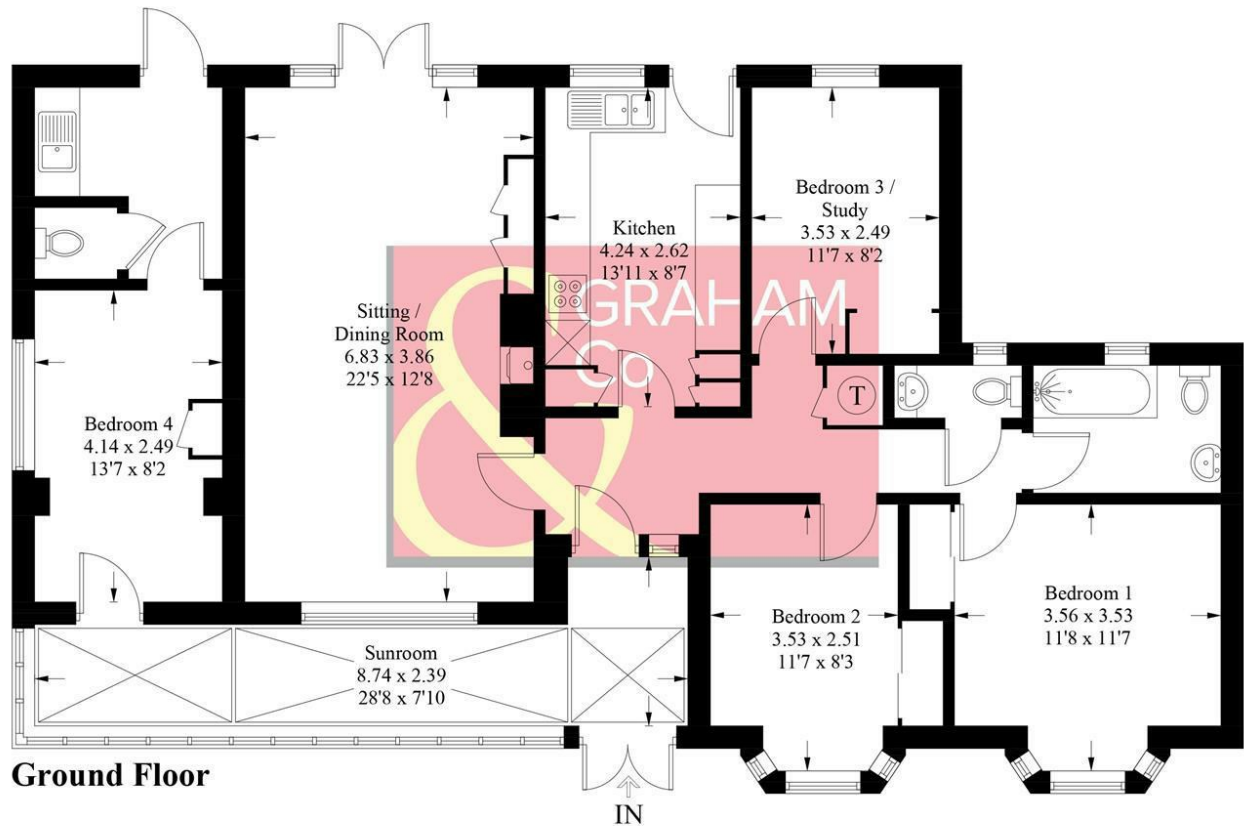 Kitchen
4.24 x 2.62
13'11 x 8'7
Bedroom 3 /
Study
3.53 x 2.49
11'7 x 8'2
GRAHAM
&
Co
Sitting /
Dining Room
6.83 x 3.86
22'5 x 12'8
T
Bedroom 4
4.14 x 2.49
13'7 x 8'2
Bedroom 2
3.53 x 2.51
11'7 x 8'3
Bedroom 1
3.56 x 3.53
11'8 x 11'7
Sunroom
8.74 x 2.39
28'8 x 7'10
Ground Floor
IN